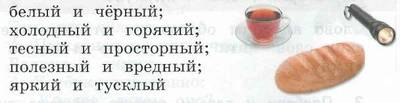 белый и чёрный;
холодный и горячий;
тесный и просторный;
полезный и вредный;
яркий и тусклый